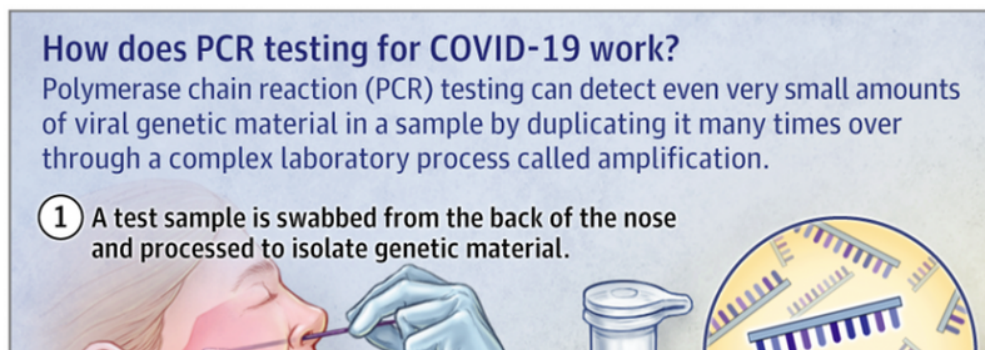 How does PCR testing for COVID-19 work?
Polymerase chain reaction (PCR) testing can detect even very small amounts
of viral genetic material in a sample by duplicating it many times over
through a complex laboratory process called amplification.
1 A test sample is swabbed from the back of the nose
and processed to isolate genetic material.